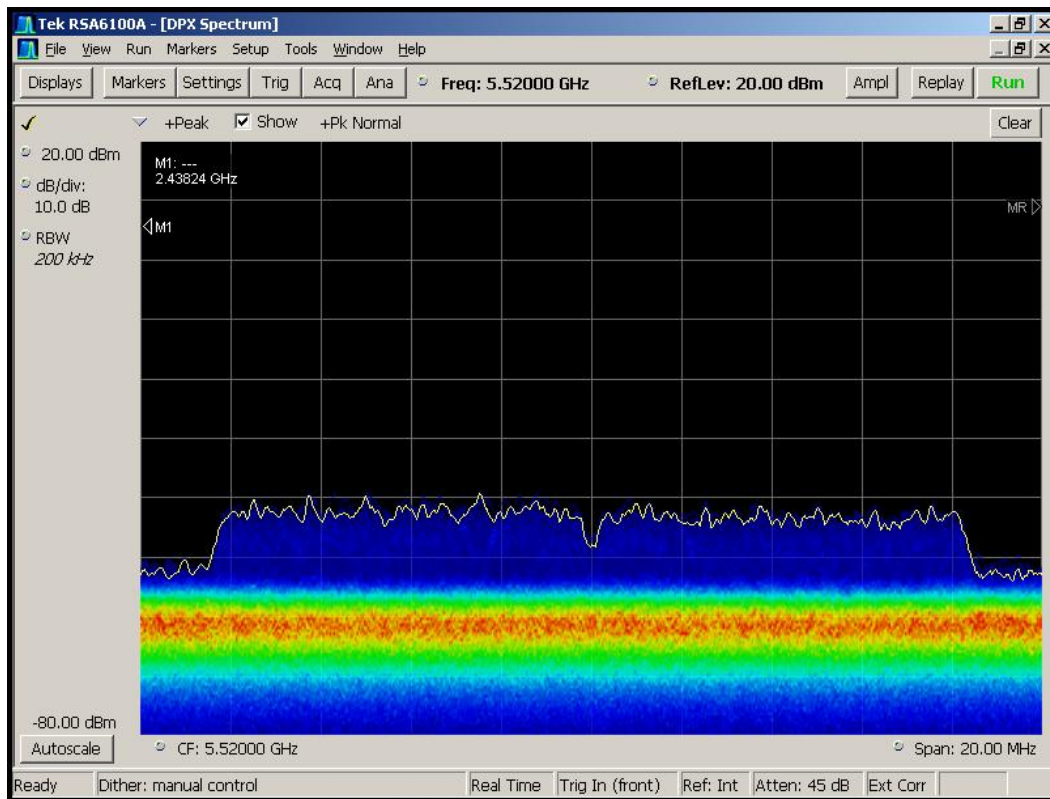 Tek RSA6100A - [DPX Spectrum]
File View Run Markers Setup Tools Window Help
Displays Markers Settings Trig Acq Ana Freq: 5.52000 GHz RefLev: 20.00 dBm Ampl Replay Run
+Peak Show +Pk Normal Clear
20.00 dBm
dB/div:
10.0 dB
RBW
200 kHz
M1: ---
2.43824 GHz
M1
MR
-80.00 dBm
Autoscale CF: 5.52000 GHz Span: 20.00 MHz
Ready Dither: manual control Real Time Trig In (front) Ref: Int Atten: 45 dB Ext Corr